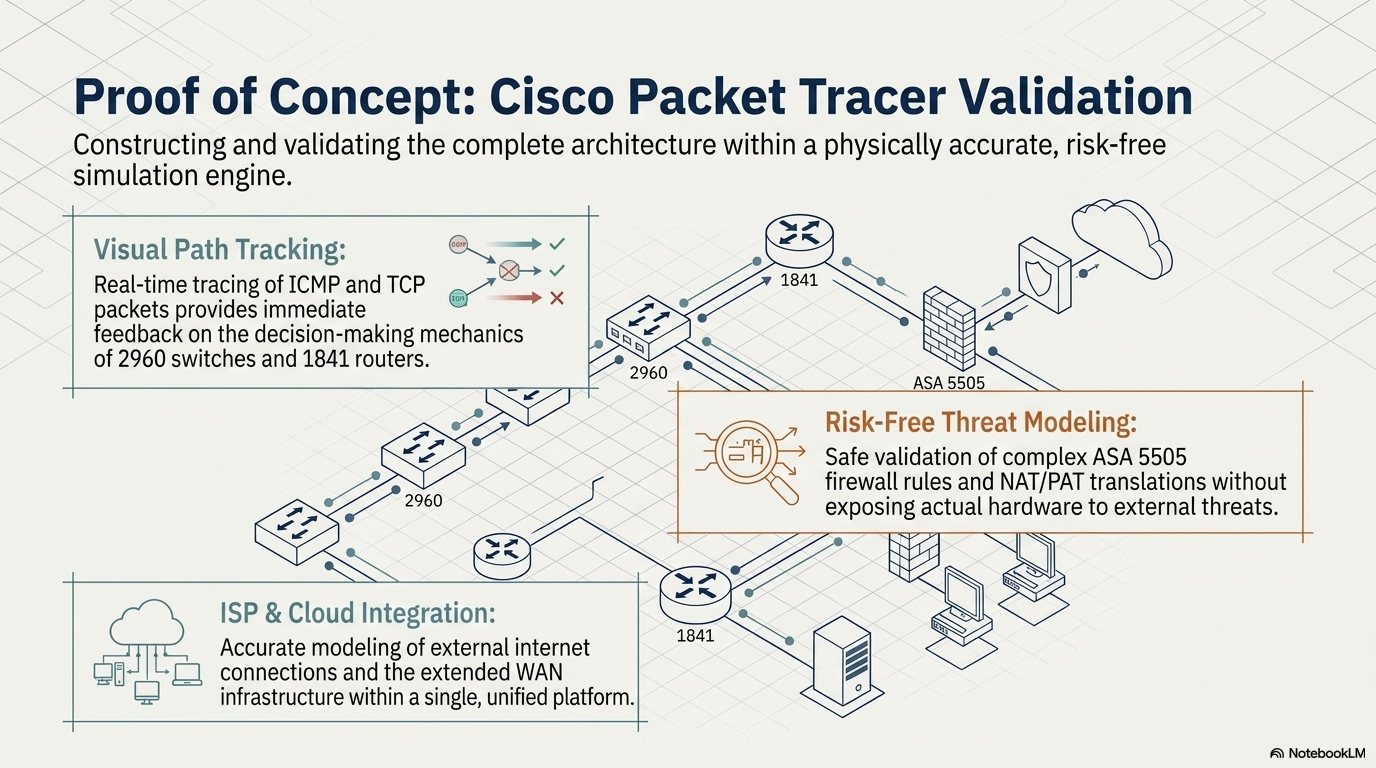 Proof of Concept: Cisco Packet Tracer Validation
Constructing and validating the complete architecture within a physically accurate, risk-free
simulation engine.
Visual Path Tracking:
Real-time tracing of ICMP and TCP
packets provides immediate
feedback on the decision-making mechanics
of 2960 switches and 1841 routers.
1841
2960
ASA 5505
Risk-Free Threat Modeling:
Safe validation of complex ASA 5505
firewall rules and NAT/PAT translations without
exposing actual hardware to external threats.
2960
ISP & Cloud Integration:
Accurate modeling of external internet
connections and the extended WAN
infrastructure within a single, unified platform.
1841
NotebookLM